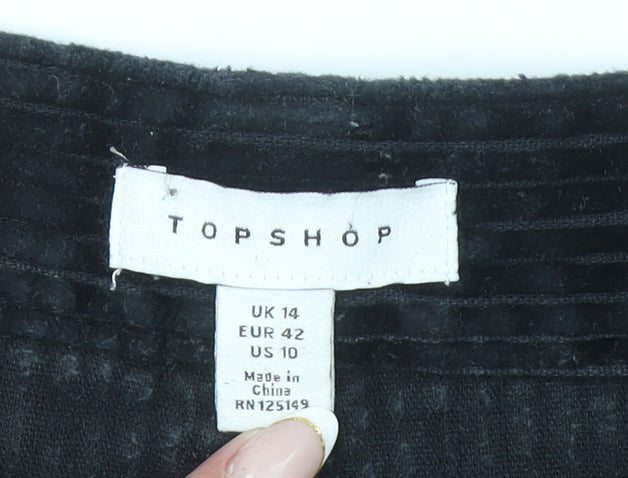 TOPSHOP
UK 14
EUR 42
US 10
Made in
China
RN125149